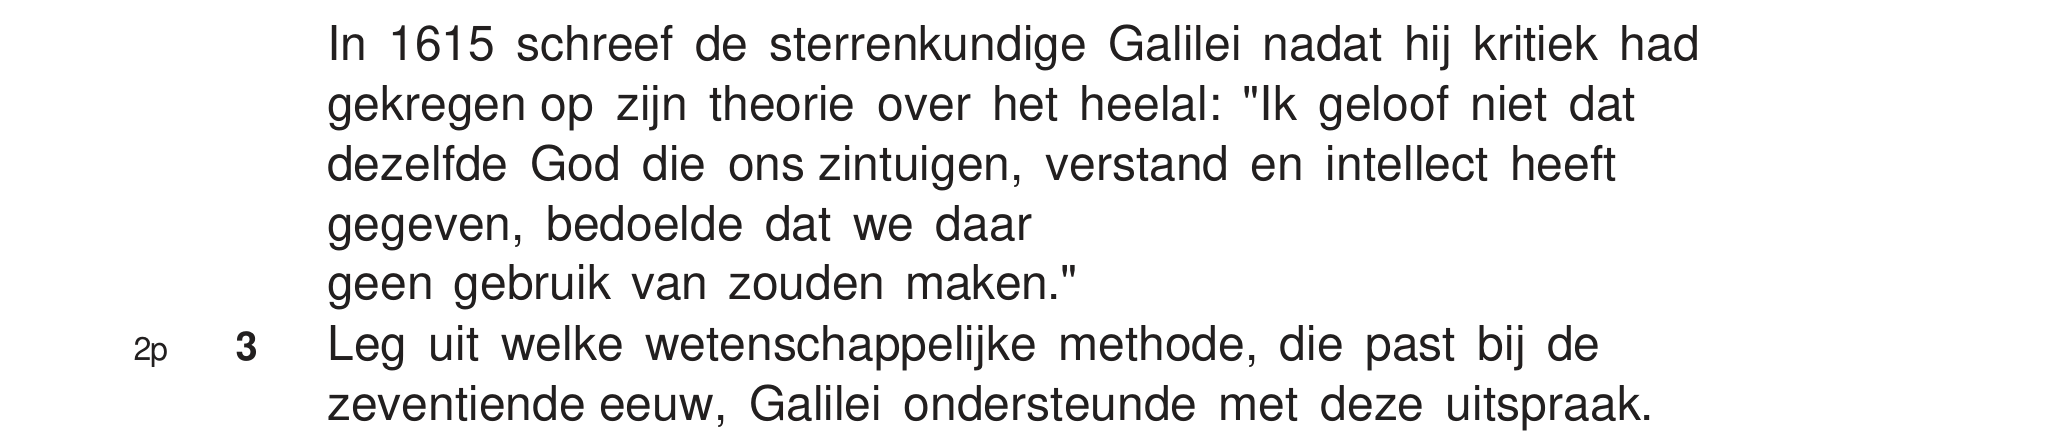 In 1615 schreef de sterrenkundige Galilei nadat hij kritiek had
gekregen op zijn theorie over het heelal: "Ik geloof niet dat
dezelfde God die ons zintuigen, verstand en intellect heeft
gegeven, bedoelde dat we daar
geen gebruik van zouden maken."
2p 3 Leg uit welke wetenschappelijke methode, die past bij de
zeventiende eeuw, Galilei ondersteunde met deze uitspraak.